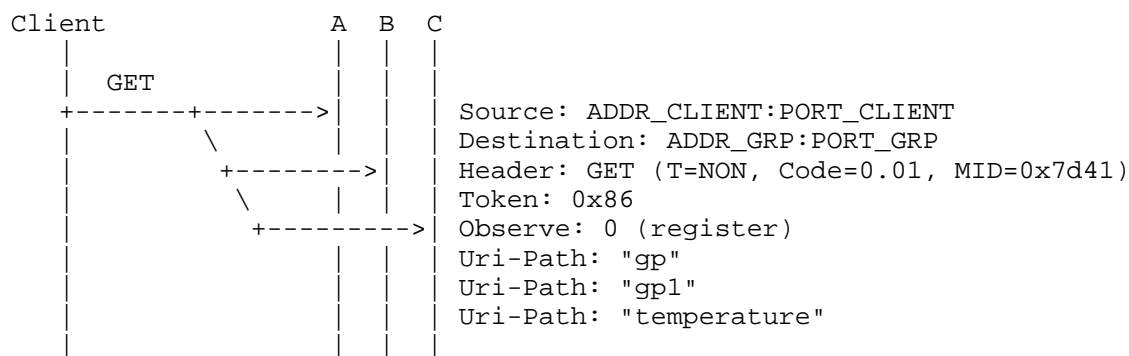 Client                A  B  C
   |                  |  |  |
   |  GET             |  |  |
   +-------+------->|  |  | Source: ADDR_CLIENT:PORT_CLIENT
   |        \         |  |  | Destination: ADDR_GRP:PORT_GRP
   |         +-------->|  | Header: GET (T=NON, Code=0.01, MID=0x7d41)
   |          \       |  |  | Token: 0x86
   |           +--------->| Observe: 0 (register)
   |                  |  |  | Uri-Path: "gp"
   |                  |  |  | Uri-Path: "gp1"
   |                  |  |  | Uri-Path: "temperature"
   |                  |  |  |